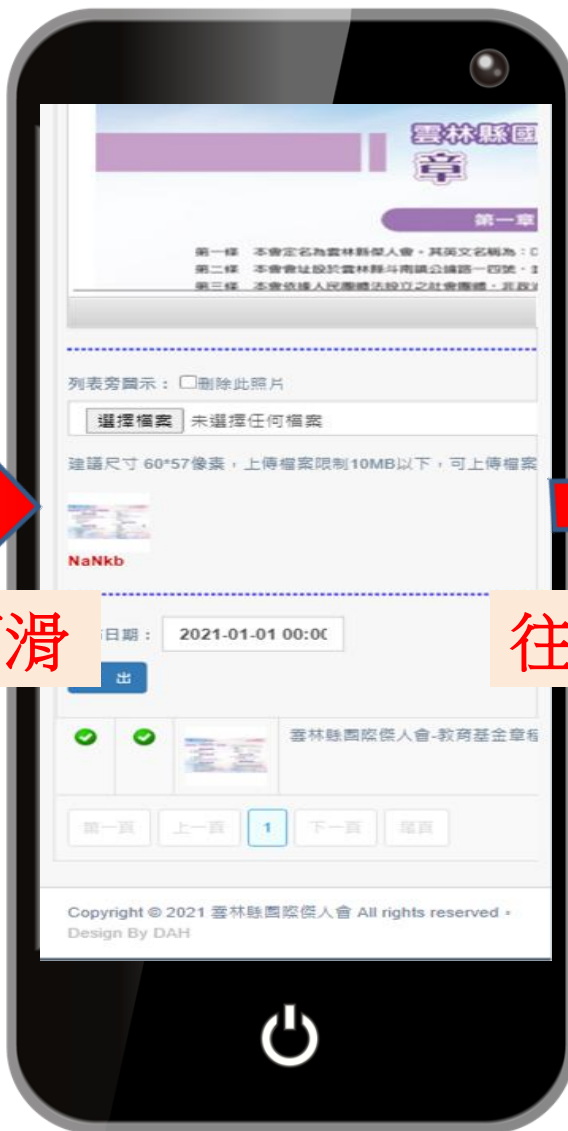 雲林縣國
章
第一章
第一條 本會定名為雲林縣傑人會，其英文名稱為：C
第二條 本會會址設於雲林縣斗南鎮公雄路一四號，
第三條 本會依據人民團體法設立之社會團體，非政
列表旁圖示： 刪除此照片
選擇檔案 未選擇任何檔案
建議尺寸 60*57像素，上傳檔案限制10MB以下，可上傳檔案
NaNkb
滑
往
日期： 2021-01-01 00:00
出
雲林縣國際傑人會-教育基金章程
第一頁 上一頁 1 下一頁 尾頁
Copyright © 2021 雲林縣國際傑人會 All rights reserved。
Design By DAH